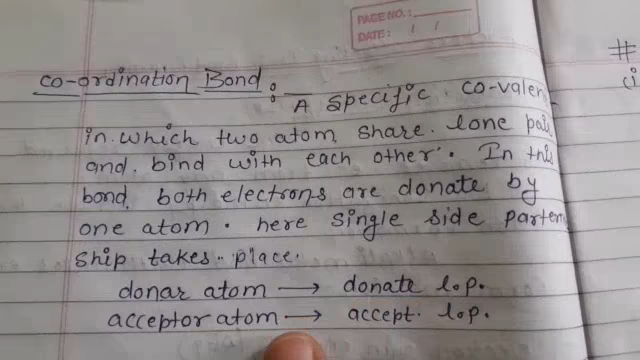 PAGE NO.:
DATE: / /
Co-ordination Bond :
A specific co-valen
in which two atom share lone pai
and bind with each other. In this
bond both electrons are donate by
one atom. here single side partern
ship takes place.
donar atom → donate l.o.p.
acceptor atom → accept. l.o.p.
#
(i